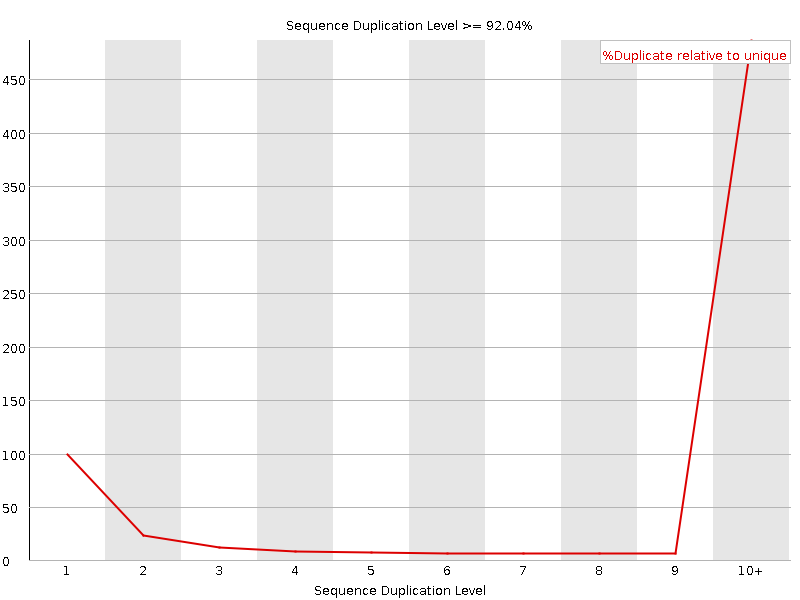 Sequence Duplication Level >= 92.04%
%Duplicate relative to unique
450
400
350
300
250
200
150
100
50
0
1 2 3 4 5 6 7 8 9 10+
Sequence Duplication Level